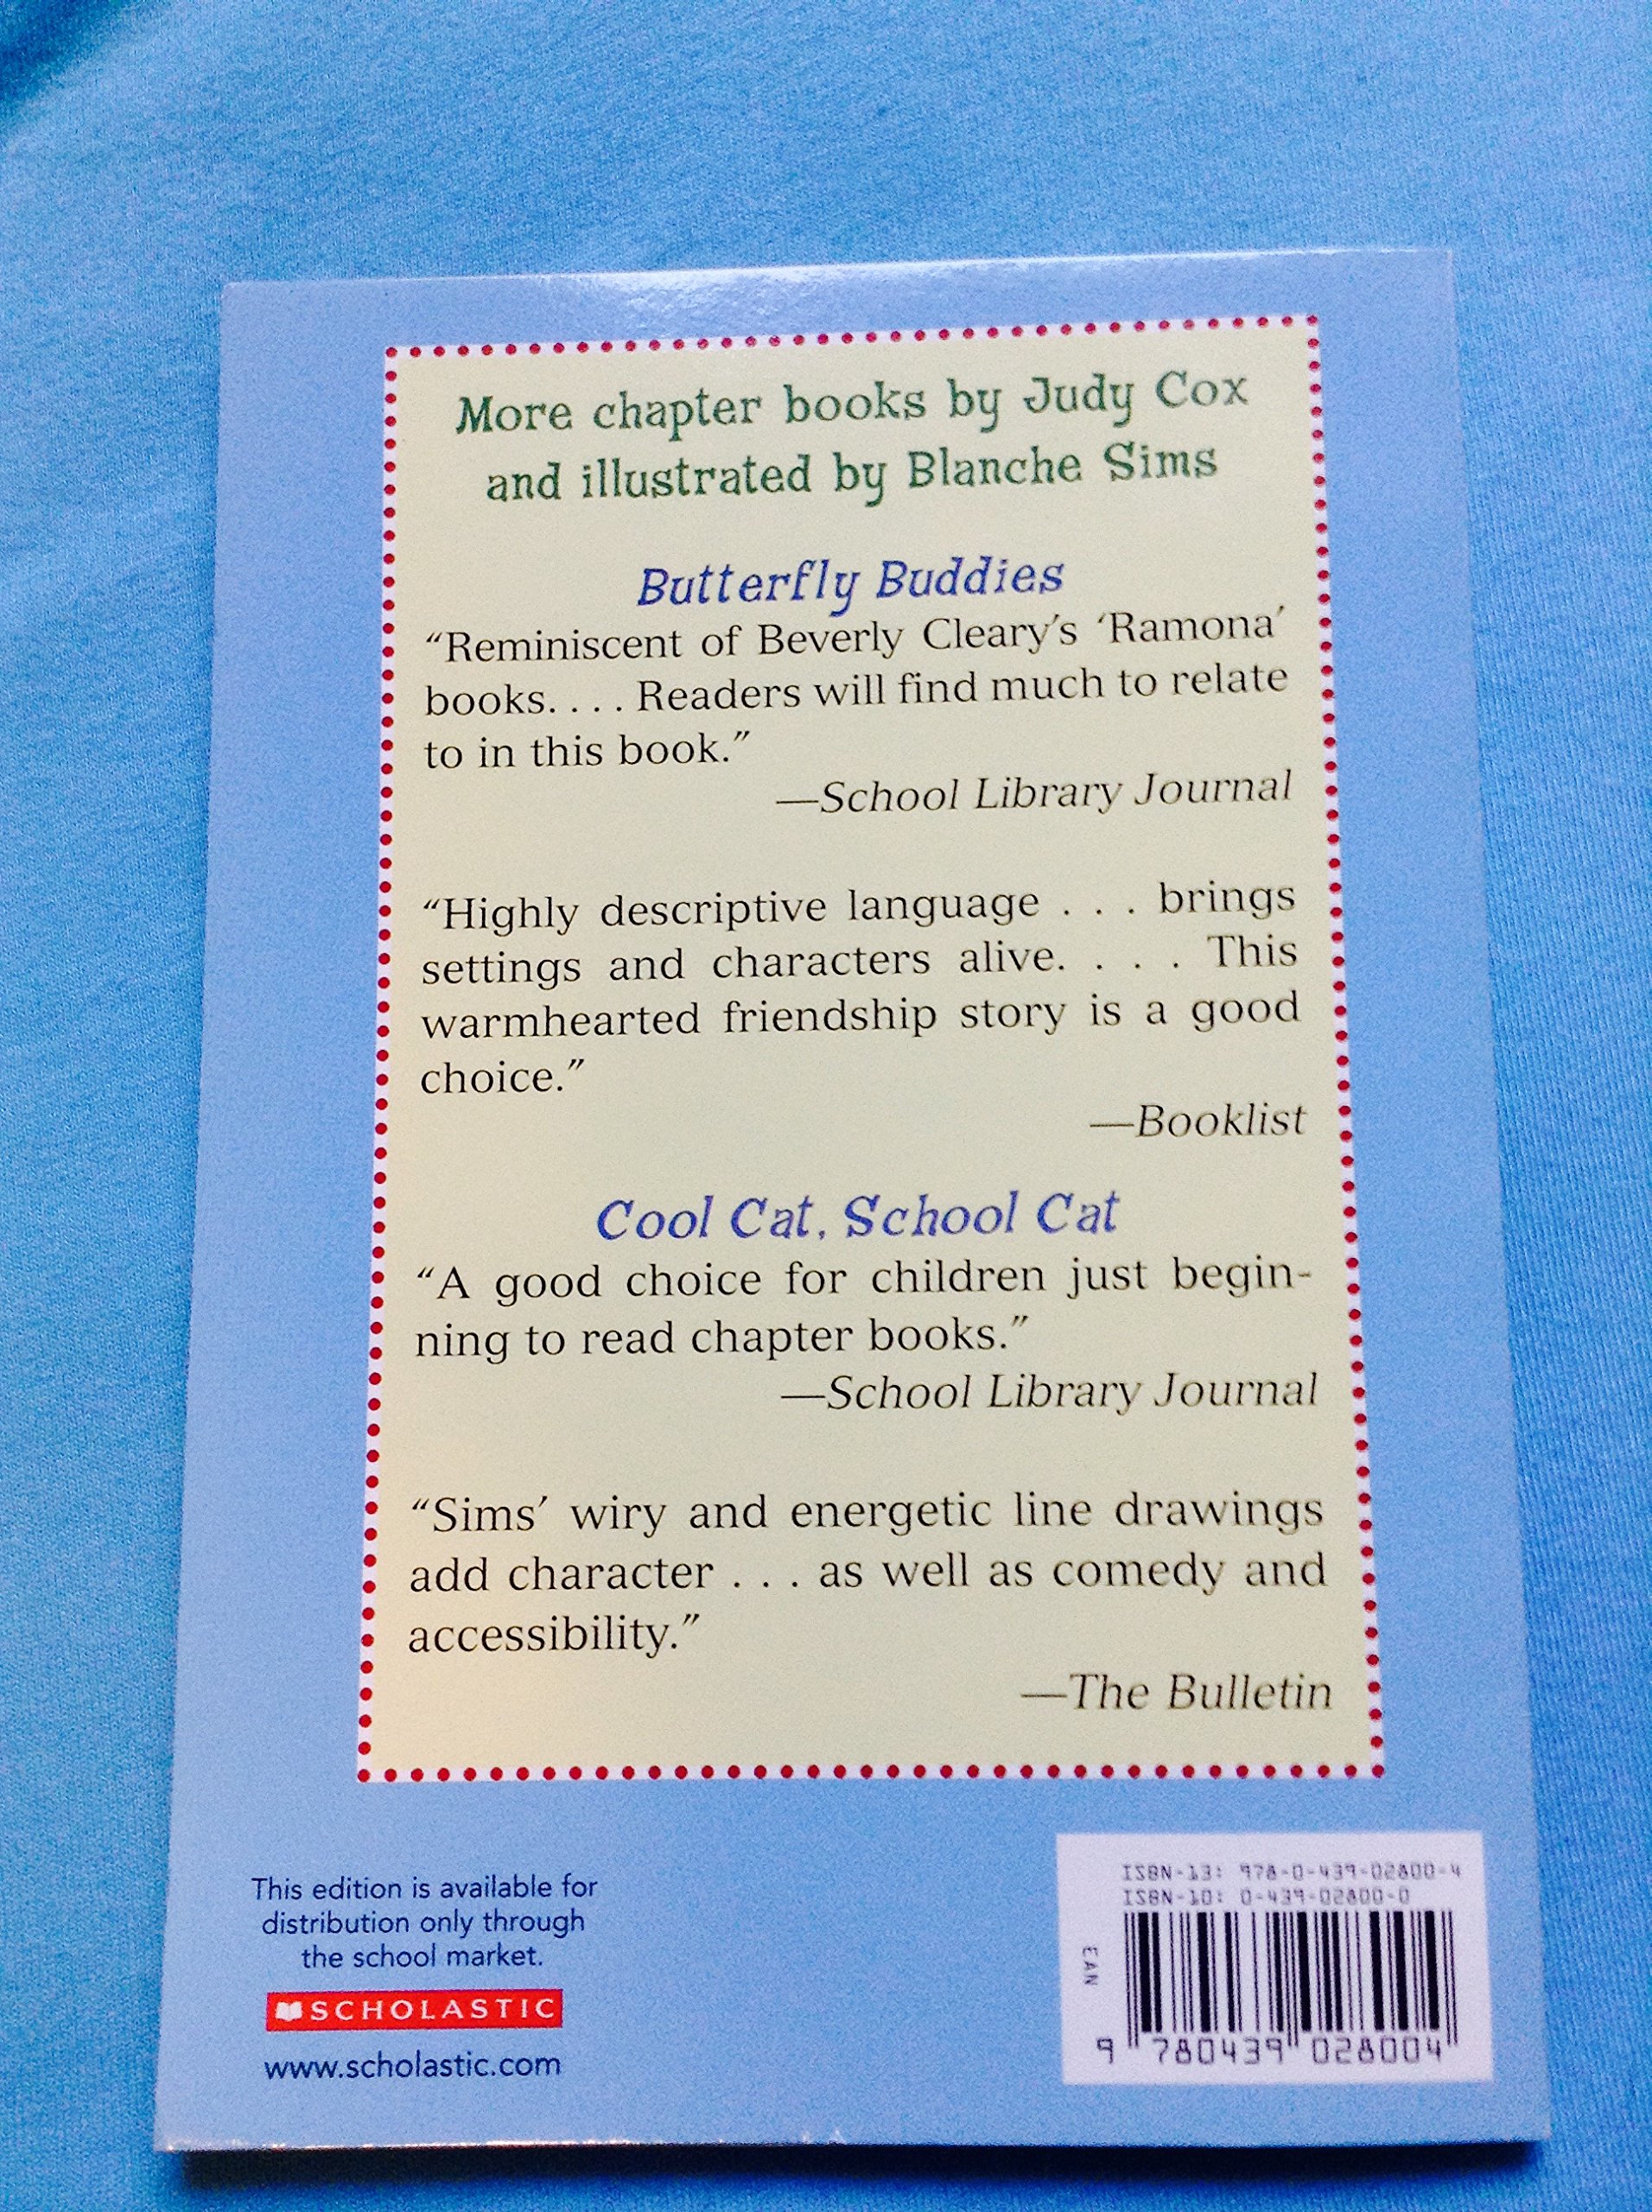 More chapter books by Judy Cox
and illustrated by Blanche Sims
Butterfly Buddies
“Reminiscent of Beverly Cleary’s ‘Ramona’
books. . . . Readers will find much to relate
to in this book.”
—School Library Journal
“Highly descriptive language . . . brings
settings and characters alive. . . . This
warmhearted friendship story is a good
choice.”
—Booklist
Cool Cat, School Cat
“A good choice for children just begin-
ning to read chapter books.”
—School Library Journal
“Sims’ wiry and energetic line drawings
add character . . . as well as comedy and
accessibility.”
—The Bulletin
This edition is available for
distribution only through
the school market.
SCHOLASTIC
www.scholastic.com
ISBN-13: 978-0-439-02800-4
ISBN-10: 0-439-02800-0
EAN
9 780439 028004